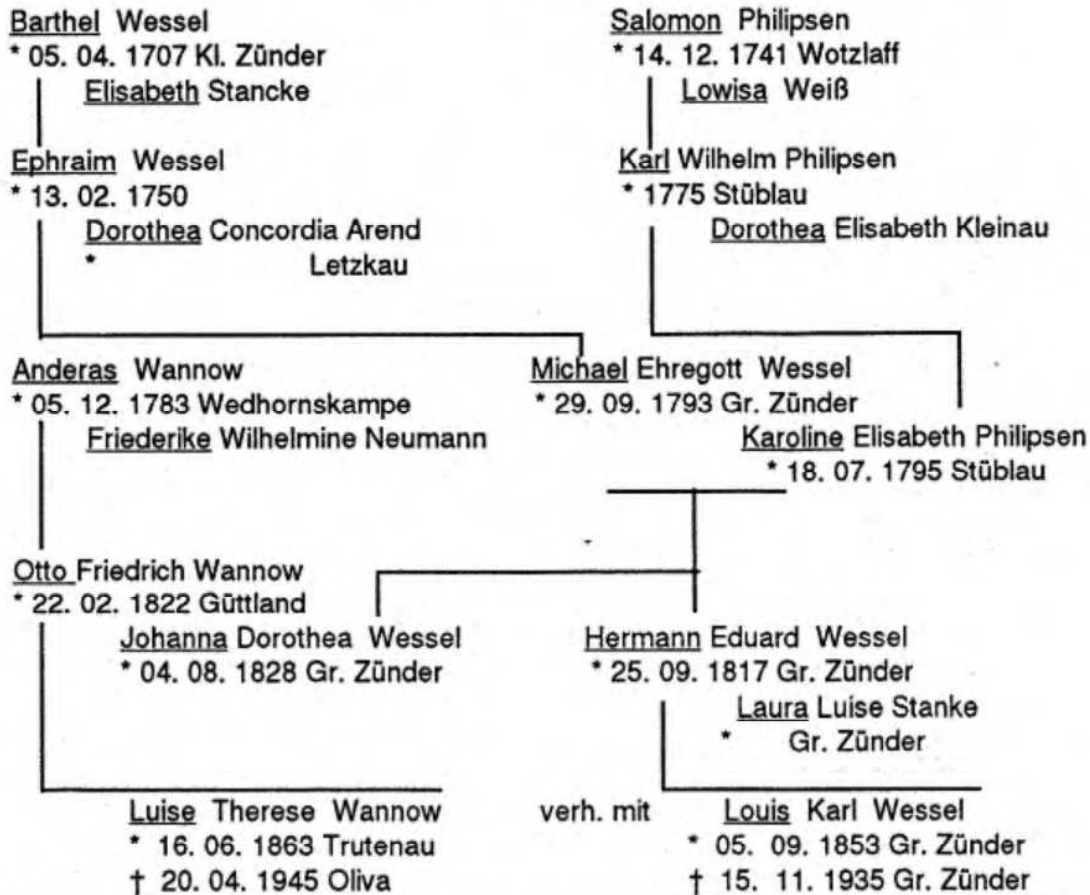 Barthel Wessel
* 05. 04. 1707 Kl. Zünder
Elisabeth Stancke
Salomon Philipsen
* 14. 12. 1741 Wotzlaff
Lowisa Weiß
Ephraim Wessel
* 13. 02. 1750
Dorothea Concordia Arend
* Letzkau
Karl Wilhelm Philipsen
* 1775 Stüblau
Dorothea Elisabeth Kleinau
Anderas Wannow
* 05. 12. 1783 Wedhornskampe
Friederike Wilhelmine Neumann
Michael Ehregott Wessel
* 29. 09. 1793 Gr. Zünder
Karoline Elisabeth Philipsen
* 18. 07. 1795 Stüblau
Otto Friedrich Wannow
* 22. 02. 1822 Güttland
Johanna Dorothea Wessel
* 04. 08. 1828 Gr. Zünder
Hermann Eduard Wessel
* 25. 09. 1817 Gr. Zünder
Laura Luise Stanke
* Gr. Zünder
Luise Therese Wannow
* 16. 06. 1863 Trutenau
† 20. 04. 1945 Oliva
verh. mit
Louis Karl Wessel
* 05. 09. 1853 Gr. Zünder
† 15. 11. 1935 Gr. Zünder